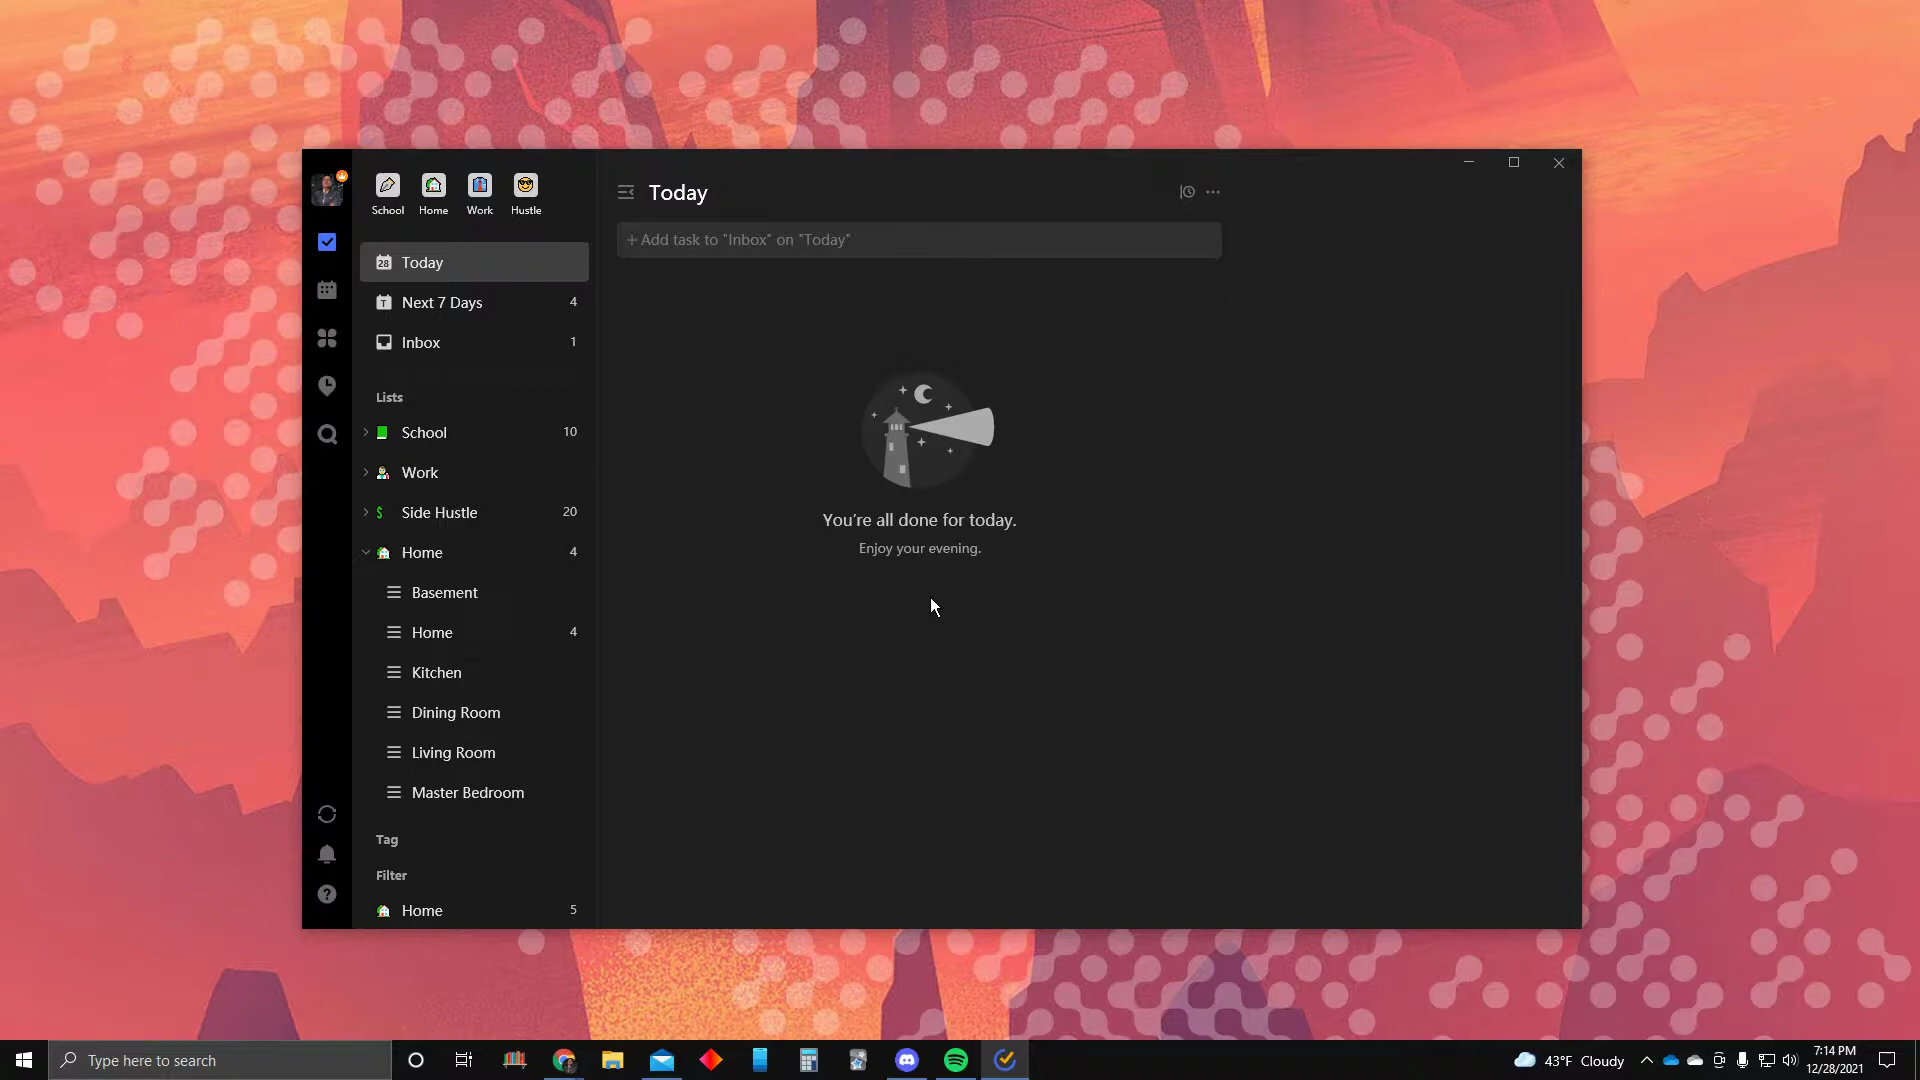 School
Home
Work
Hustle
28 Today
T Next 7 Days 4
Inbox 1
Lists
School 10
Work
Side Hustle 20
Home 4
Basement
Home 4
Kitchen
Dining Room
Living Room
Master Bedroom
Tag
Filter
Home 5
Today
+ Add task to "Inbox" on "Today"
You're all done for today.
Enjoy your evening.
Type here to search
43°F Cloudy
7:14 PM
12/28/2021